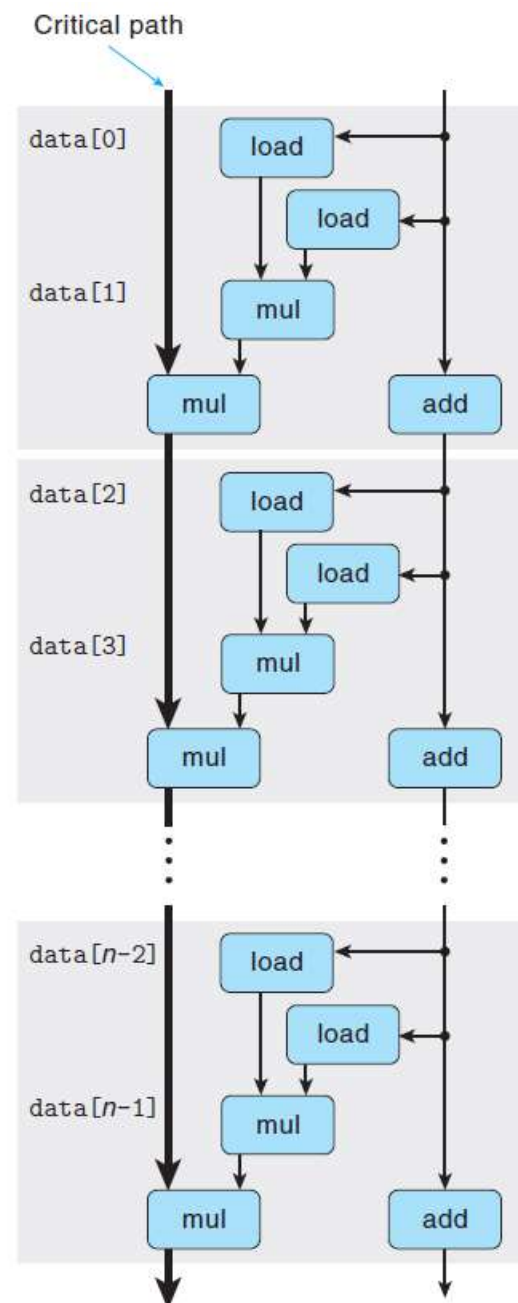 Critical path
data[0]
load
load
data[1]
mul
mul
add
data[2]
load
load
data[3]
mul
mul
add
data[n-2]
load
load
data[n-1]
mul
mul
add